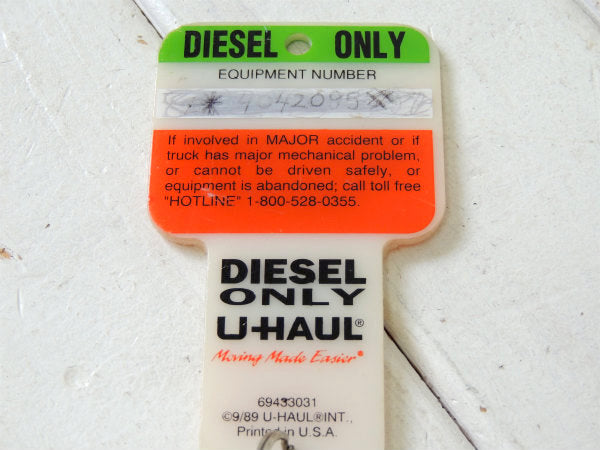 DIESEL ONLY
EQUIPMENT NUMBER
4042095
If involved in MAJOR accident or if
truck has major mechanical problem,
or cannot be driven safely, or
equipment is abandoned; call toll free
"HOTLINE" 1-800-528-0355.
DIESEL
ONLY
U-HAUL®
Moving Made Easier®
69433031
©9/89 U-HAUL®INT.,
Printed in U.S.A.